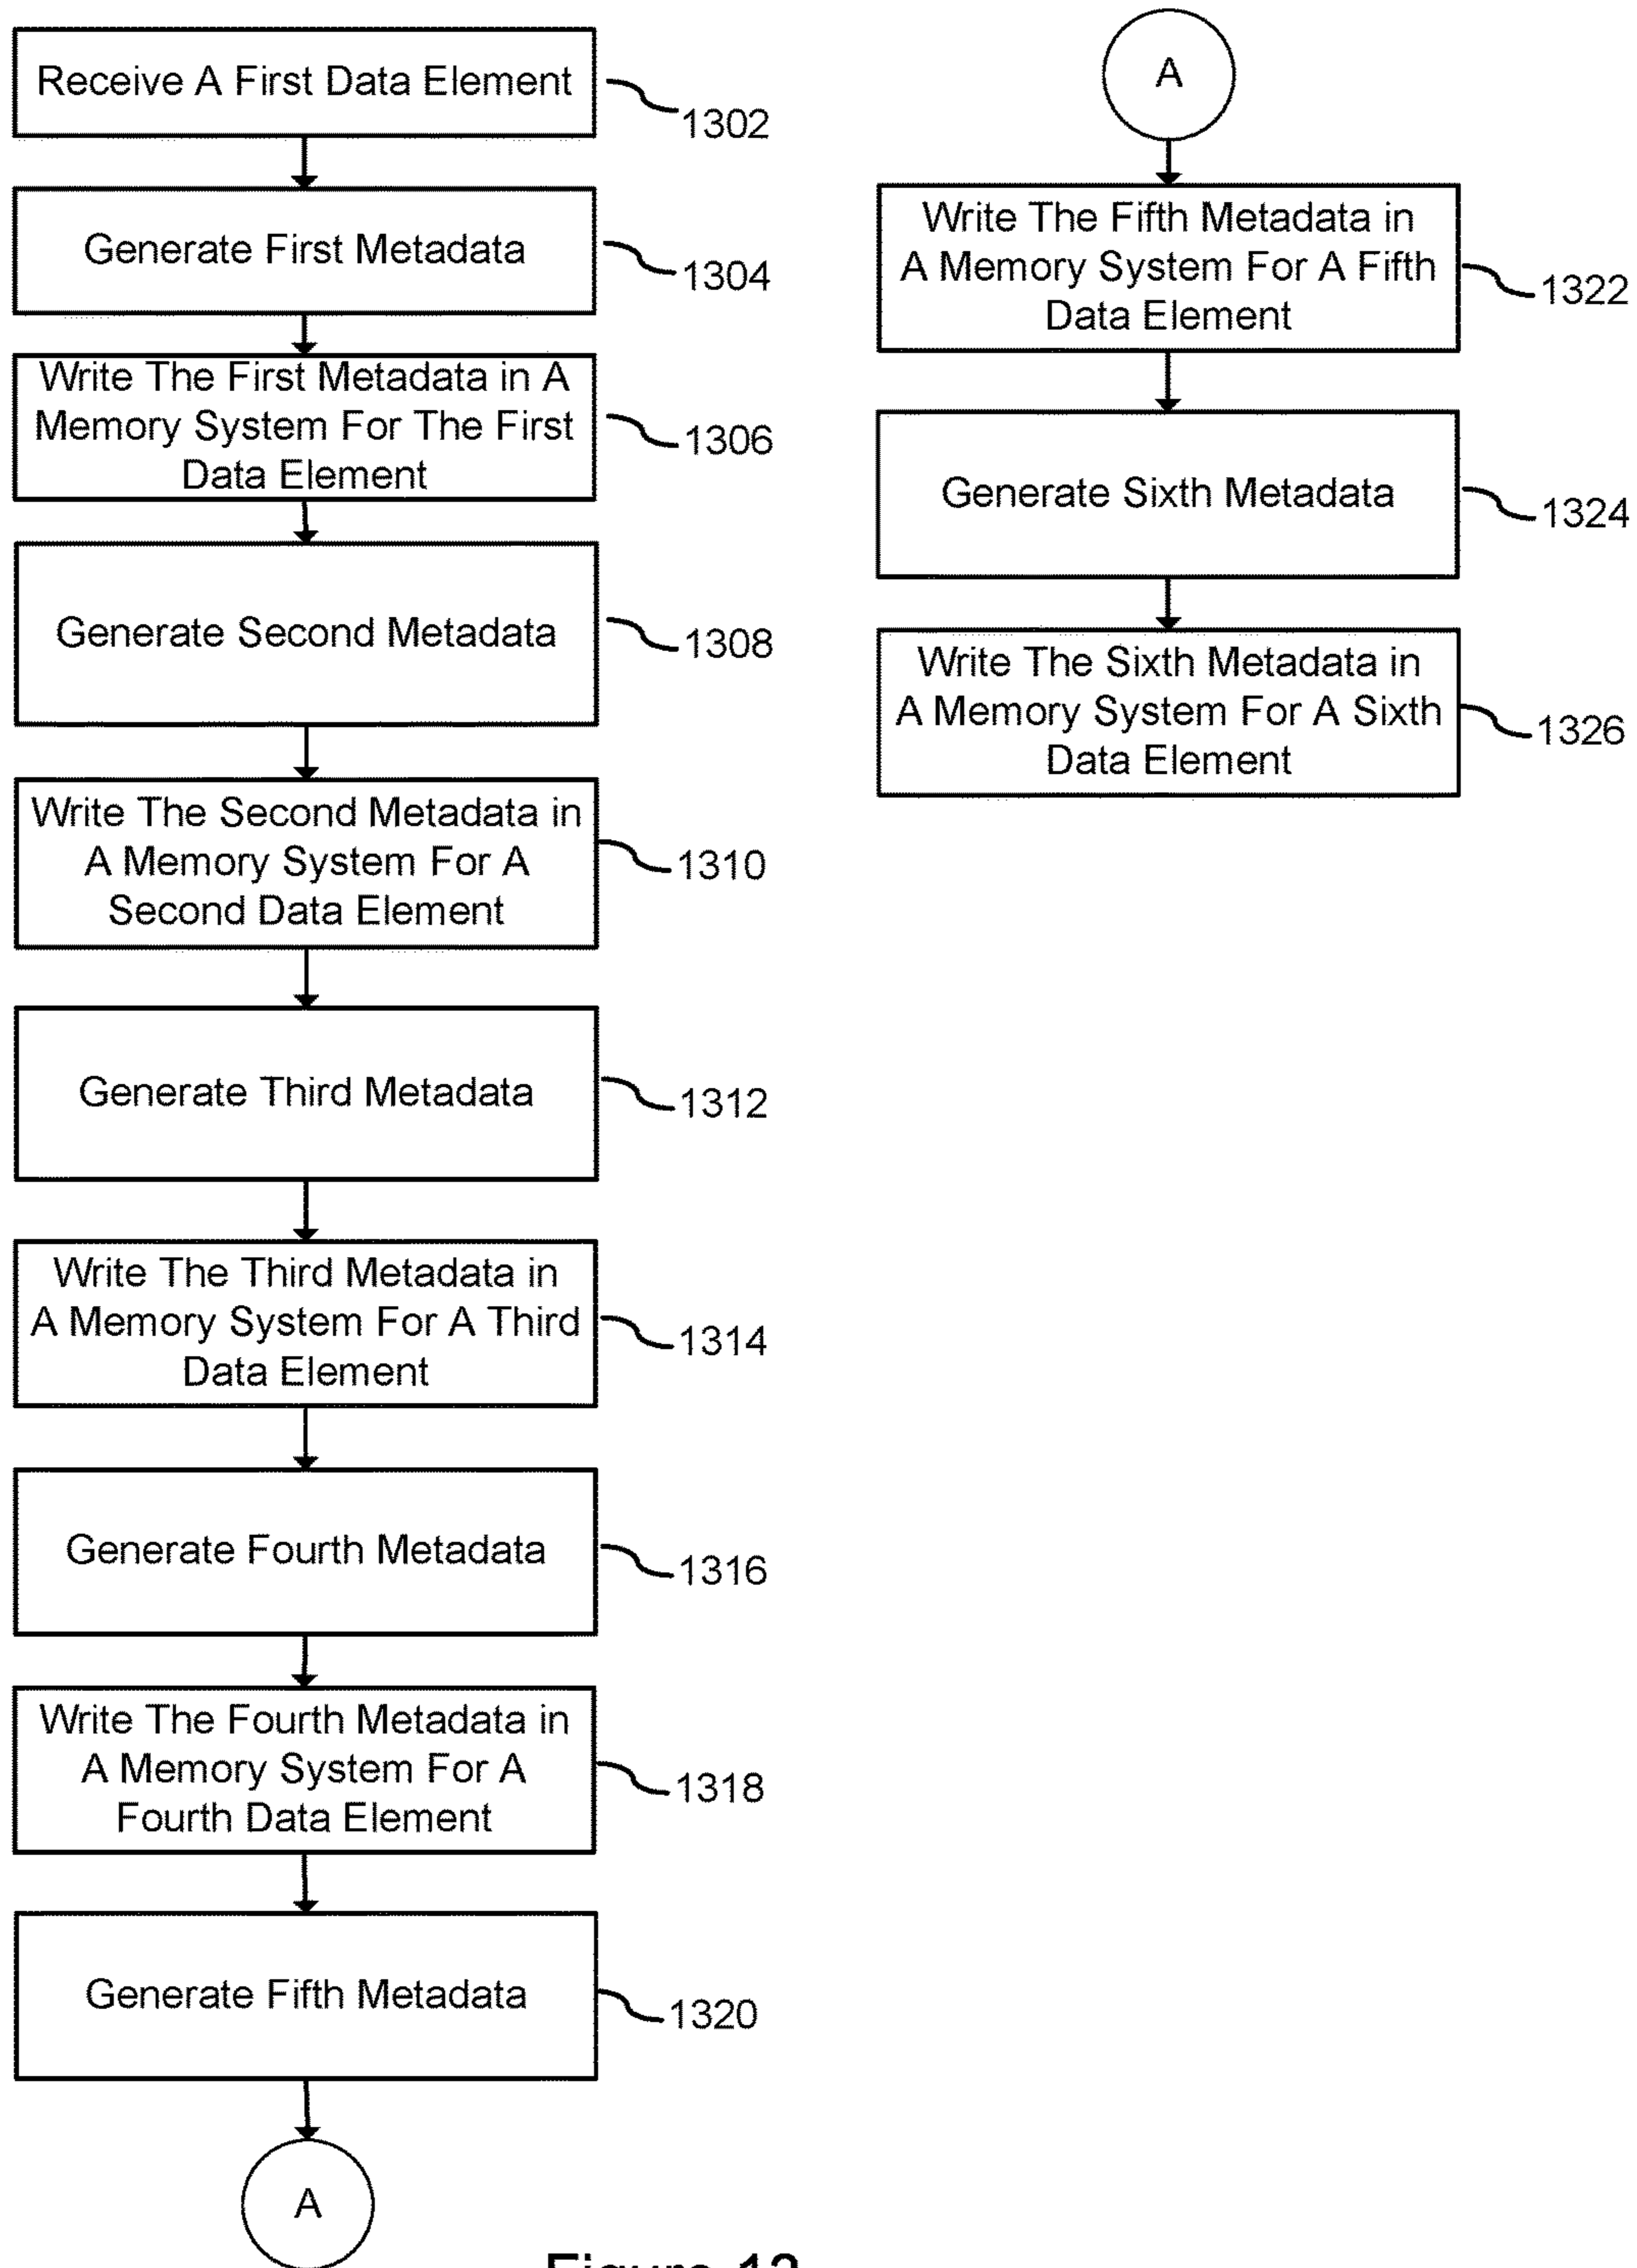 Receive A First Data Element
1302
Generate First Metadata
1304
Write The First Metadata in A
Memory System For The First
Data Element
1306
Generate Second Metadata
1308
Write The Second Metadata in
A Memory System For A
Second Data Element
1310
Generate Third Metadata
1312
Write The Third Metadata in
A Memory System For A Third
Data Element
1314
Generate Fourth Metadata
1316
Write The Fourth Metadata in
A Memory System For A
Fourth Data Element
1318
Generate Fifth Metadata
1320
A
A
Write The Fifth Metadata in
A Memory System For A Fifth
Data Element
1322
Generate Sixth Metadata
1324
Write The Sixth Metadata in
A Memory System For A Sixth
Data Element
1326